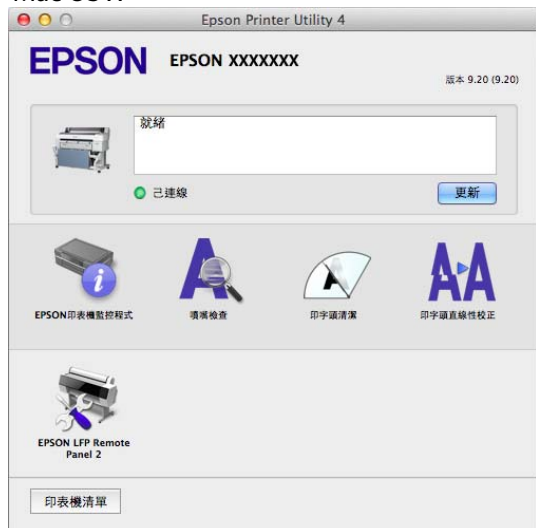 Epson Printer Utility 4
EPSON EPSON XXXXXXX
版本 9.20 (9.20)
就緒
已連線
更新
EPSON印表機監控程式
噴嘴檢查
印字頭清潔
印字頭直線性校正
EPSON LFP Remote
Panel 2
印表機清單